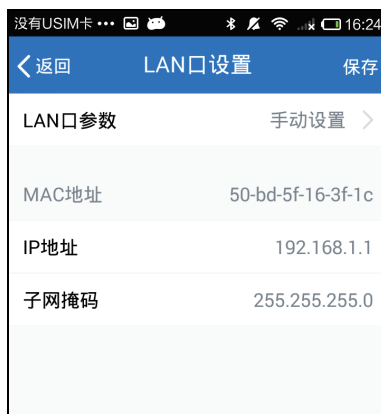 没有USIM卡 ••• 16:24
返回 LAN口设置 保存
LAN口参数 手动设置
MAC地址 50-bd-5f-16-3f-1c
IP地址 192.168.1.1
子网掩码 255.255.255.0